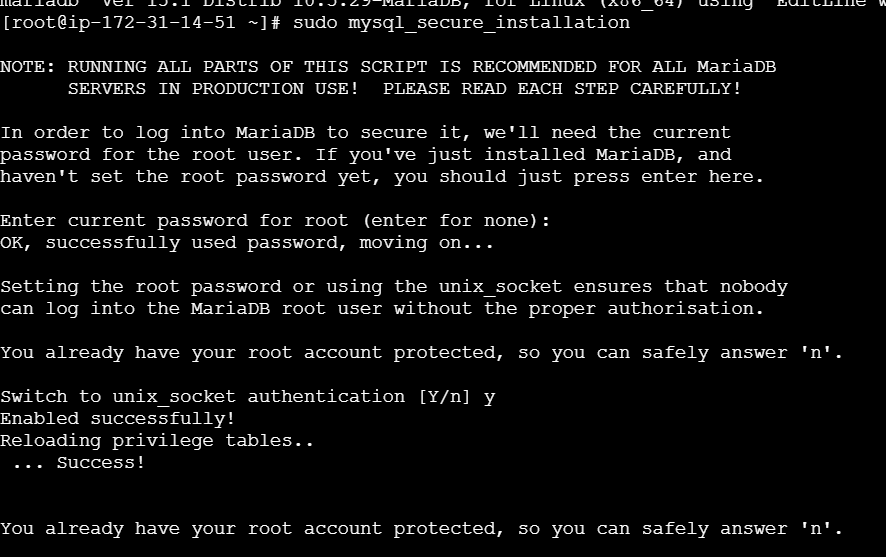 mariadb  Ver 15.1 Distrib 10.5.29-MariaDB, for Linux (x86_64) using  EditLine w
[root@ip-172-31-14-51 ~]# sudo mysql_secure_installation
NOTE: RUNNING ALL PARTS OF THIS SCRIPT IS RECOMMENDED FOR ALL MariaDB
      SERVERS IN PRODUCTION USE!  PLEASE READ EACH STEP CAREFULLY!
In order to log into MariaDB to secure it, we'll need the current
password for the root user. If you've just installed MariaDB, and
haven't set the root password yet, you should just press enter here.
Enter current password for root (enter for none):
OK, successfully used password, moving on...
Setting the root password or using the unix_socket ensures that nobody
can log into the MariaDB root user without the proper authorisation.
You already have your root account protected, so you can safely answer 'n'.
Switch to unix_socket authentication [Y/n] y
Enabled successfully!
Reloading privilege tables..
 ... Success!
You already have your root account protected, so you can safely answer 'n'.